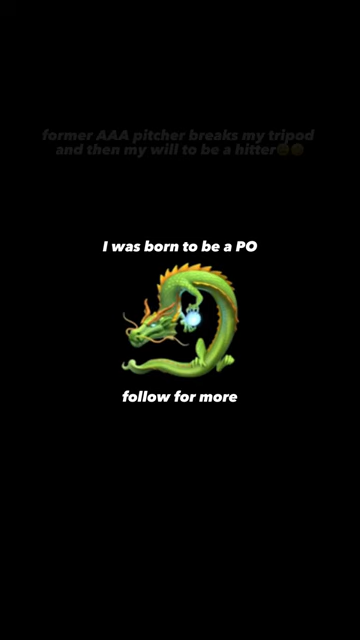 former AAA pitcher breaks my tripod
and then my will to be a hitter
I was born to be a PO
follow for more